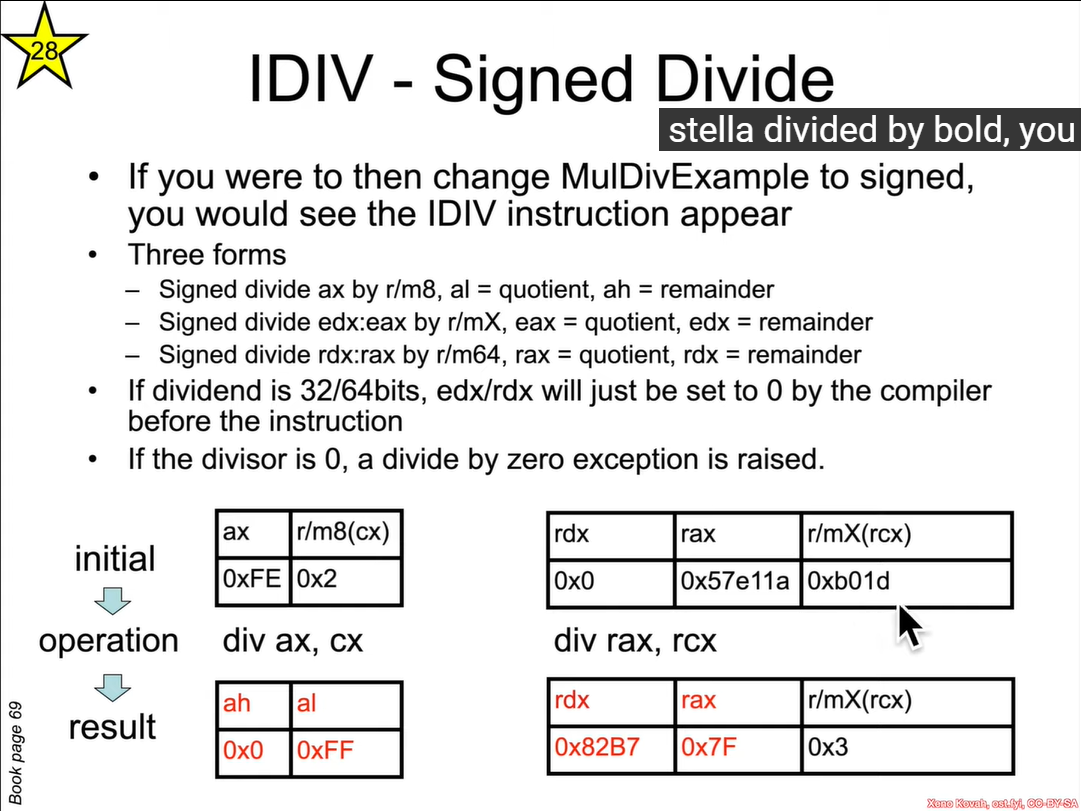 28
IDIV - Signed Divide
stella divided by bold, you
• If you were to then change MulDivExample to signed,
you would see the IDIV instruction appear
• Three forms
– Signed divide ax by r/m8, al = quotient, ah = remainder
– Signed divide edx:eax by r/mX, eax = quotient, edx = remainder
– Signed divide rdx:rax by r/m64, rax = quotient, rdx = remainder
• If dividend is 32/64bits, edx/rdx will just be set to 0 by the compiler
before the instruction
• If the divisor is 0, a divide by zero exception is raised.
initial
operation
result
ax r/m8(cx)
0xFE 0x2
div ax, cx
ah al
0x0 0xFF
rdx rax r/mX(rcx)
0x0 0x57e11a 0xb01d
div rax, rcx
rdx rax r/mX(rcx)
0x82B7 0x7F 0x3
Book page 69
Xeno Kovah, ost.fyi, CC-BY-SA